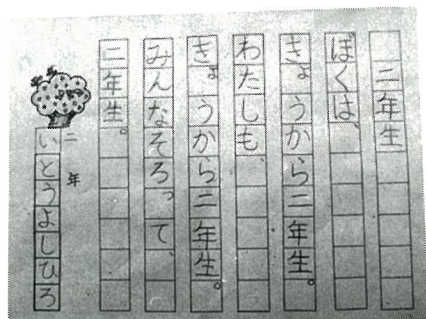 二年生
ぼくは、
きょうから二年生。
わたしも、
きょうから二年生。
みんなそろって、
二年生。
二年
いとうよしひろ